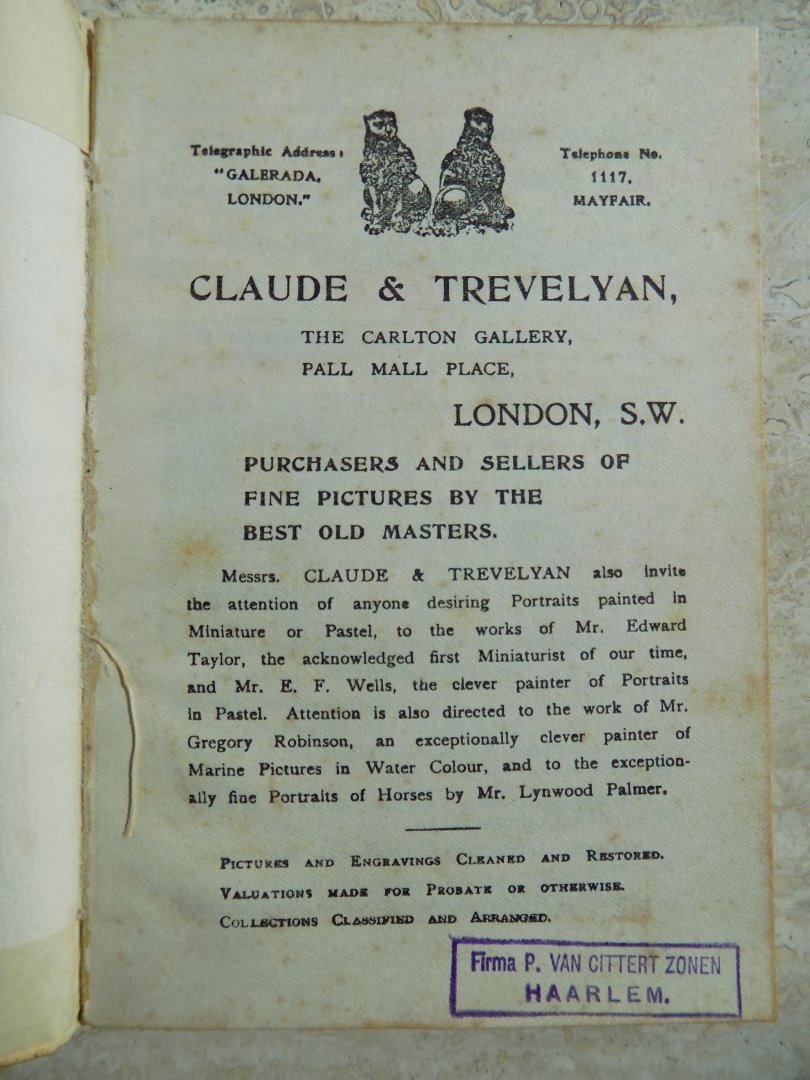 Telegraphic Address:
"GALERADA,
LONDON."
Telephone No.
1117,
MAYFAIR.
CLAUDE & TREVELYAN,
THE CARLTON GALLERY,
PALL MALL PLACE,
LONDON, S.W.
PURCHASERS AND SELLERS OF
FINE PICTURES BY THE
BEST OLD MASTERS.
Messrs. CLAUDE & TREVELYAN also invite
the attention of anyone desiring Portraits painted in
Miniature or Pastel, to the works of Mr. Edward
Taylor, the acknowledged first Miniaturist of our time,
and Mr. E. F. Wells, the clever painter of Portraits
in Pastel. Attention is also directed to the work of Mr.
Gregory Robinson, an exceptionally clever painter of
Marine Pictures in Water Colour, and to the exception-
ally fine Portraits of Horses by Mr. Lynwood Palmer.
PICTURES AND ENGRAVINGS CLEANED AND RESTORED.
VALUATIONS MADE FOR PROBATE OR OTHERWISE.
COLLECTIONS CLASSIFIED AND ARRANGED.
Firma P. VAN CITTERT ZONEN
HAARLEM.